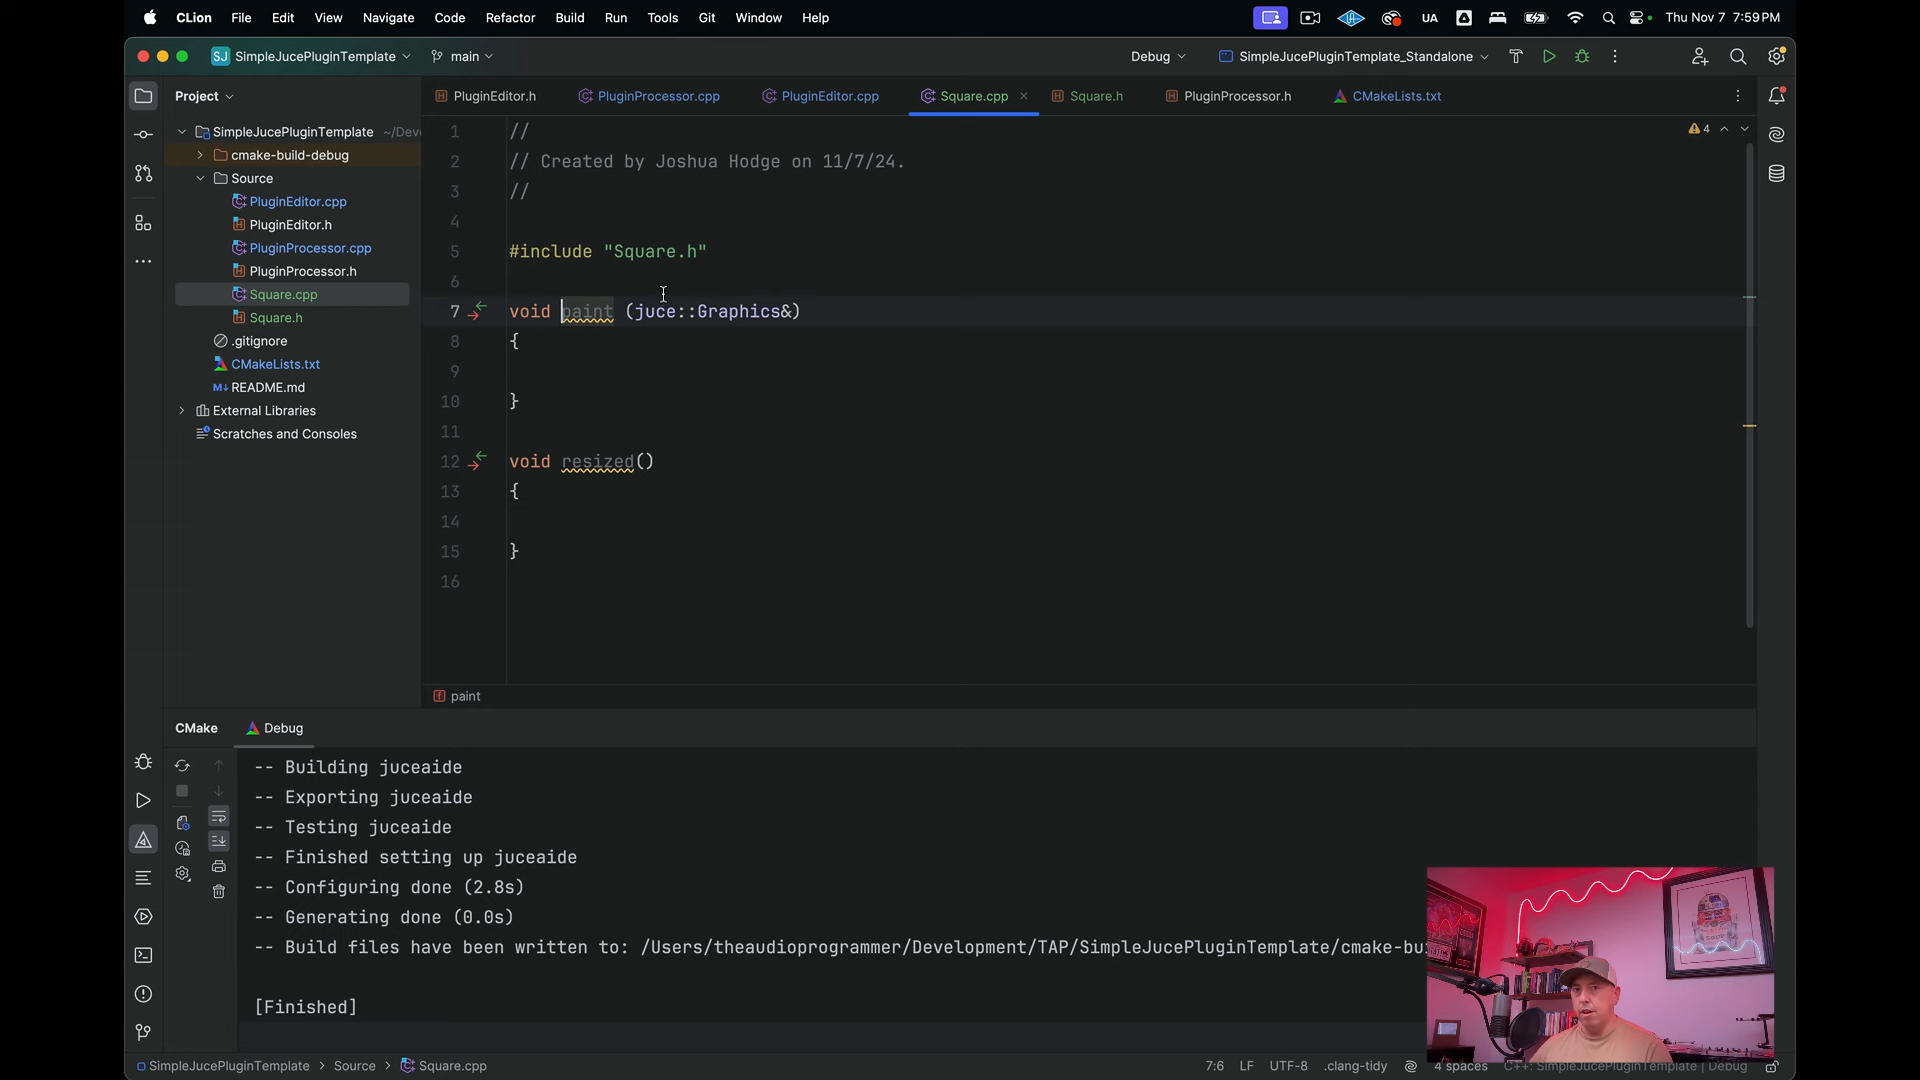 CLion File Edit View Navigate Code Refactor Build Run Tools Git Window Help UA Thu Nov 7 7:59 PM
SJ SimpleJucePluginTemplate main Debug SimpleJucePluginTemplate_Standalone
Project
PluginEditor.h PluginProcessor.cpp PluginEditor.cpp Square.cpp Square.h PluginProcessor.h CMakeLists.txt
SimpleJucePluginTemplate ~/Dev
cmake-build-debug
Source
PluginEditor.cpp
PluginEditor.h
PluginProcessor.cpp
PluginProcessor.h
Square.cpp
Square.h
.gitignore
CMakeLists.txt
README.md
External Libraries
Scratches and Consoles
4
1 //
2 // Created by Joshua Hodge on 11/7/24.
3 //
4
5 #include "Square.h"
6
7 void paint (juce::Graphics&)
8 {
9
10 }
11
12 void resized()
13 {
14
15 }
16
paint
CMake Debug
-- Building juceaide
-- Exporting juceaide
-- Testing juceaide
-- Finished setting up juceaide
-- Configuring done (2.8s)
-- Generating done (0.0s)
-- Build files have been written to: /Users/theaudioprogrammer/Development/TAP/SimpleJucePluginTemplate/cmake-bu
[Finished]
SimpleJucePluginTemplate > Source > Square.cpp 7:6 LF UTF-8 .clang-tidy 4 spaces C++: SimpleJucePluginTemplate | Debug